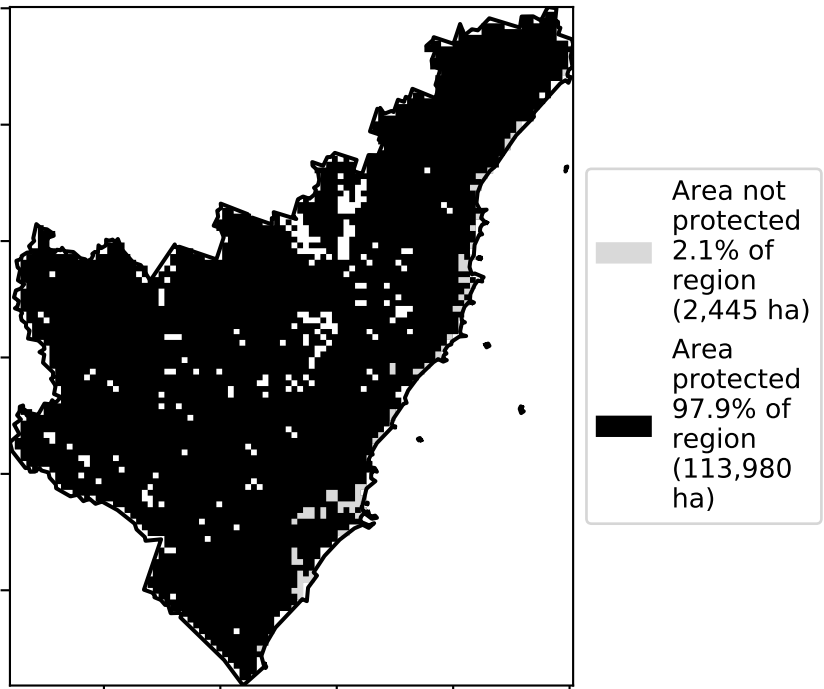 Area not
protected
2.1% of
region
(2,445 ha)
Area
protected
97.9% of
region
(113,980
ha)